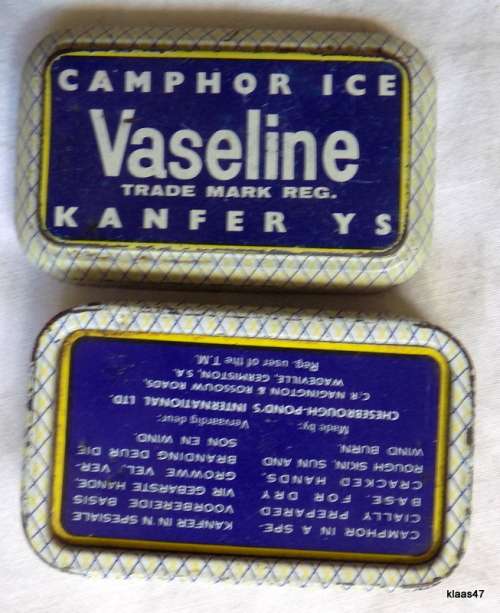 CAMPHOR ICE
Vaseline
TRADE MARK REG.
KANFER YS
CAMPHOR IN A SPE-
CIALLY PREPARED
BASE. FOR DRY
CRACKED HANDS.
ROUGH SKIN, SUN AND
WIND BURN.
Made by:
KANFER IN 'N SPESIALE
VOORBEREIDE BASIS
VIR GEBARSTE HANDE,
GROWWE VEL, VER-
BRANDING DEUR DIE
SON EN WIND.
Vervaardig deur:
CHESEBROUGH-POND'S INTERNATIONAL LTD.
C.R. NAGINGTON & ROSSOUW ROADS,
WADEVILLE, GERMISTON, S.A.
Reg. user of the T.M.
klaas47